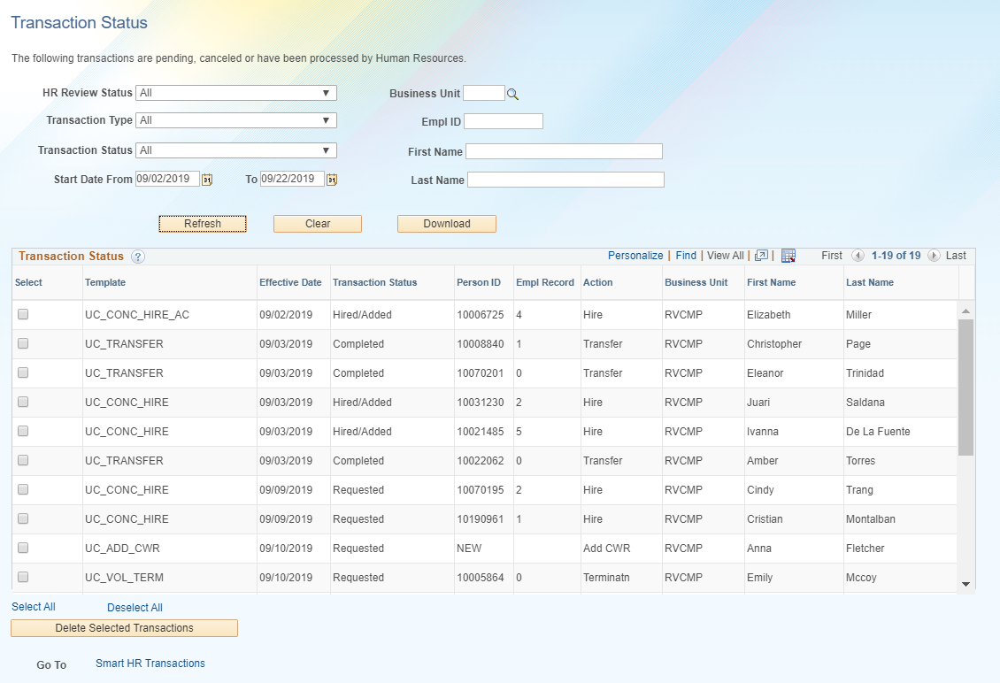 Transaction Status
The following transactions are pending, canceled or have been processed by Human Resources.
HR Review Status All Business Unit
Transaction Type All Empl ID
Transaction Status All First Name
Start Date From 09/02/2019 31 To 09/22/2019 31 Last Name
Refresh Clear Download
Transaction Status ? Personalize | Find | View All | | First 1-19 of 19 Last
Select Template Effective Date Transaction Status Person ID Empl Record Action Business Unit First Name Last Name
UC_CONC_HIRE_AC 09/02/2019 Hired/Added 10006725 4 Hire RVCMP Elizabeth Miller
UC_TRANSFER 09/03/2019 Completed 10008840 1 Transfer RVCMP Christopher Page
UC_TRANSFER 09/03/2019 Completed 10070201 0 Transfer RVCMP Eleanor Trinidad
UC_CONC_HIRE 09/03/2019 Hired/Added 10031230 2 Hire RVCMP Juari Saldana
UC_CONC_HIRE 09/03/2019 Hired/Added 10021485 5 Hire RVCMP Ivanna De La Fuente
UC_TRANSFER 09/03/2019 Completed 10022062 0 Transfer RVCMP Amber Torres
UC_CONC_HIRE 09/09/2019 Requested 10070195 2 Hire RVCMP Cindy Trang
UC_CONC_HIRE 09/09/2019 Requested 10190961 1 Hire RVCMP Cristian Montalban
UC_ADD_CWR 09/10/2019 Requested NEW Add CWR RVCMP Anna Fletcher
UC_VOL_TERM 09/10/2019 Requested 10005864 0 Terminatn RVCMP Emily Mccoy
Select All Deselect All
Delete Selected Transactions
Go To Smart HR Transactions